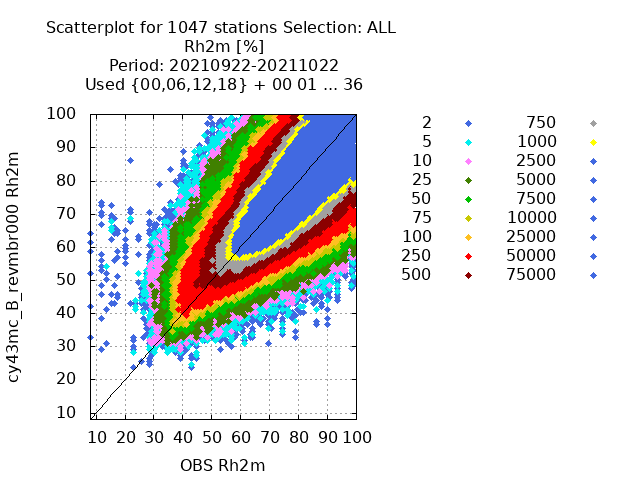 Scatterplot for 1047 stations Selection: ALL
Rh2m [%]
Period: 20210922-20211022
Used {00,06,12,18} + 00 01 ... 36
cy43mc_B_revmbr000 Rh2m
100
90
80
70
60
50
40
30
20
10
10 20 30 40 50 60 70 80 90 100
OBS Rh2m
2 750
5 1000
10 2500
25 5000
50 7500
75 10000
100 25000
250 50000
500 75000